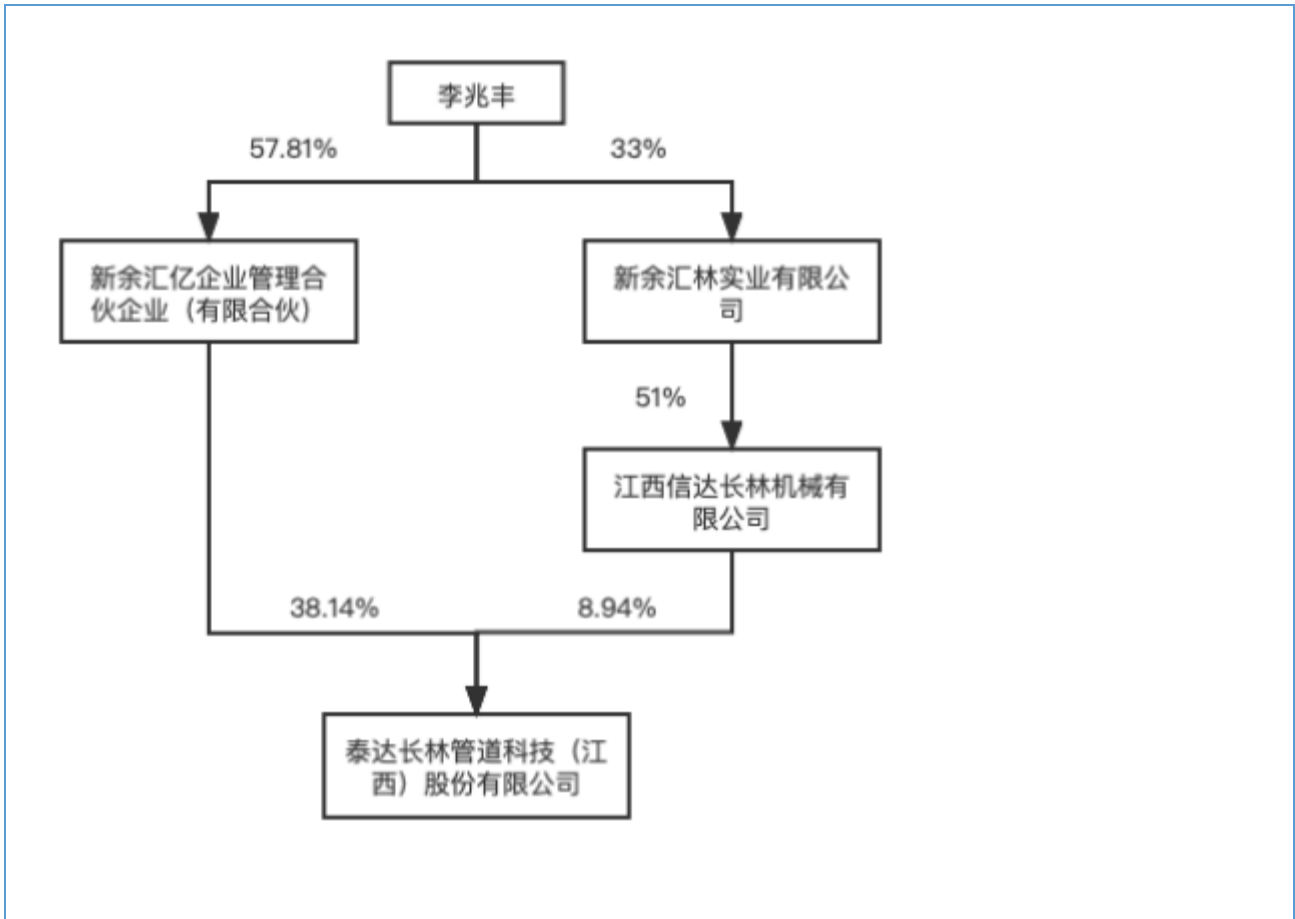 李兆丰
57.81%
33%
新余汇亿企业管理合
伙企业（有限合伙）
新余汇林实业有限公
司
51%
江西信达长林机械有
限公司
38.14%
8.94%
泰达长林管道科技（江
西）股份有限公司